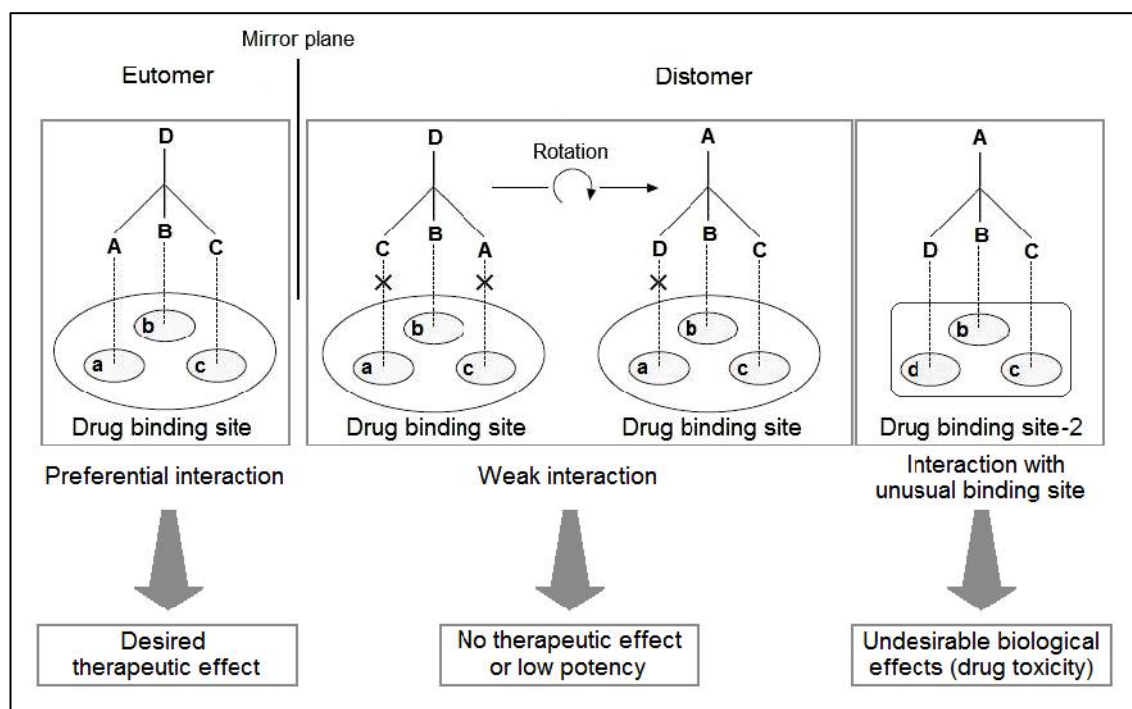 Mirror plane
Eutomer
Distomer
D
A
B
C
a
b
c
Drug binding site
D
C
B
A
a
b
c
Drug binding site
Rotation
A
D
B
C
a
b
c
Drug binding site
A
D
B
C
d
b
c
Drug binding site-2
Preferential interaction
Weak interaction
Interaction with
unusual binding site
Desired
therapeutic effect
No therapeutic effect
or low potency
Undesirable biological
effects (drug toxicity)